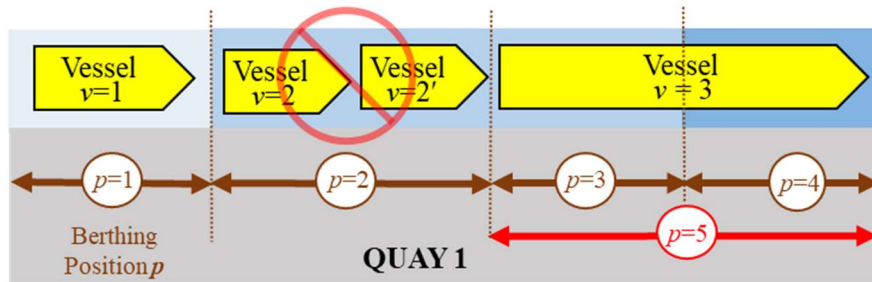 Vessel
v=1
Vessel
v=2
Vessel
v=2′
Vessel
v = 3
p=1
p=2
p=3
p=4
p=5
Berthing
Position p
QUAY 1